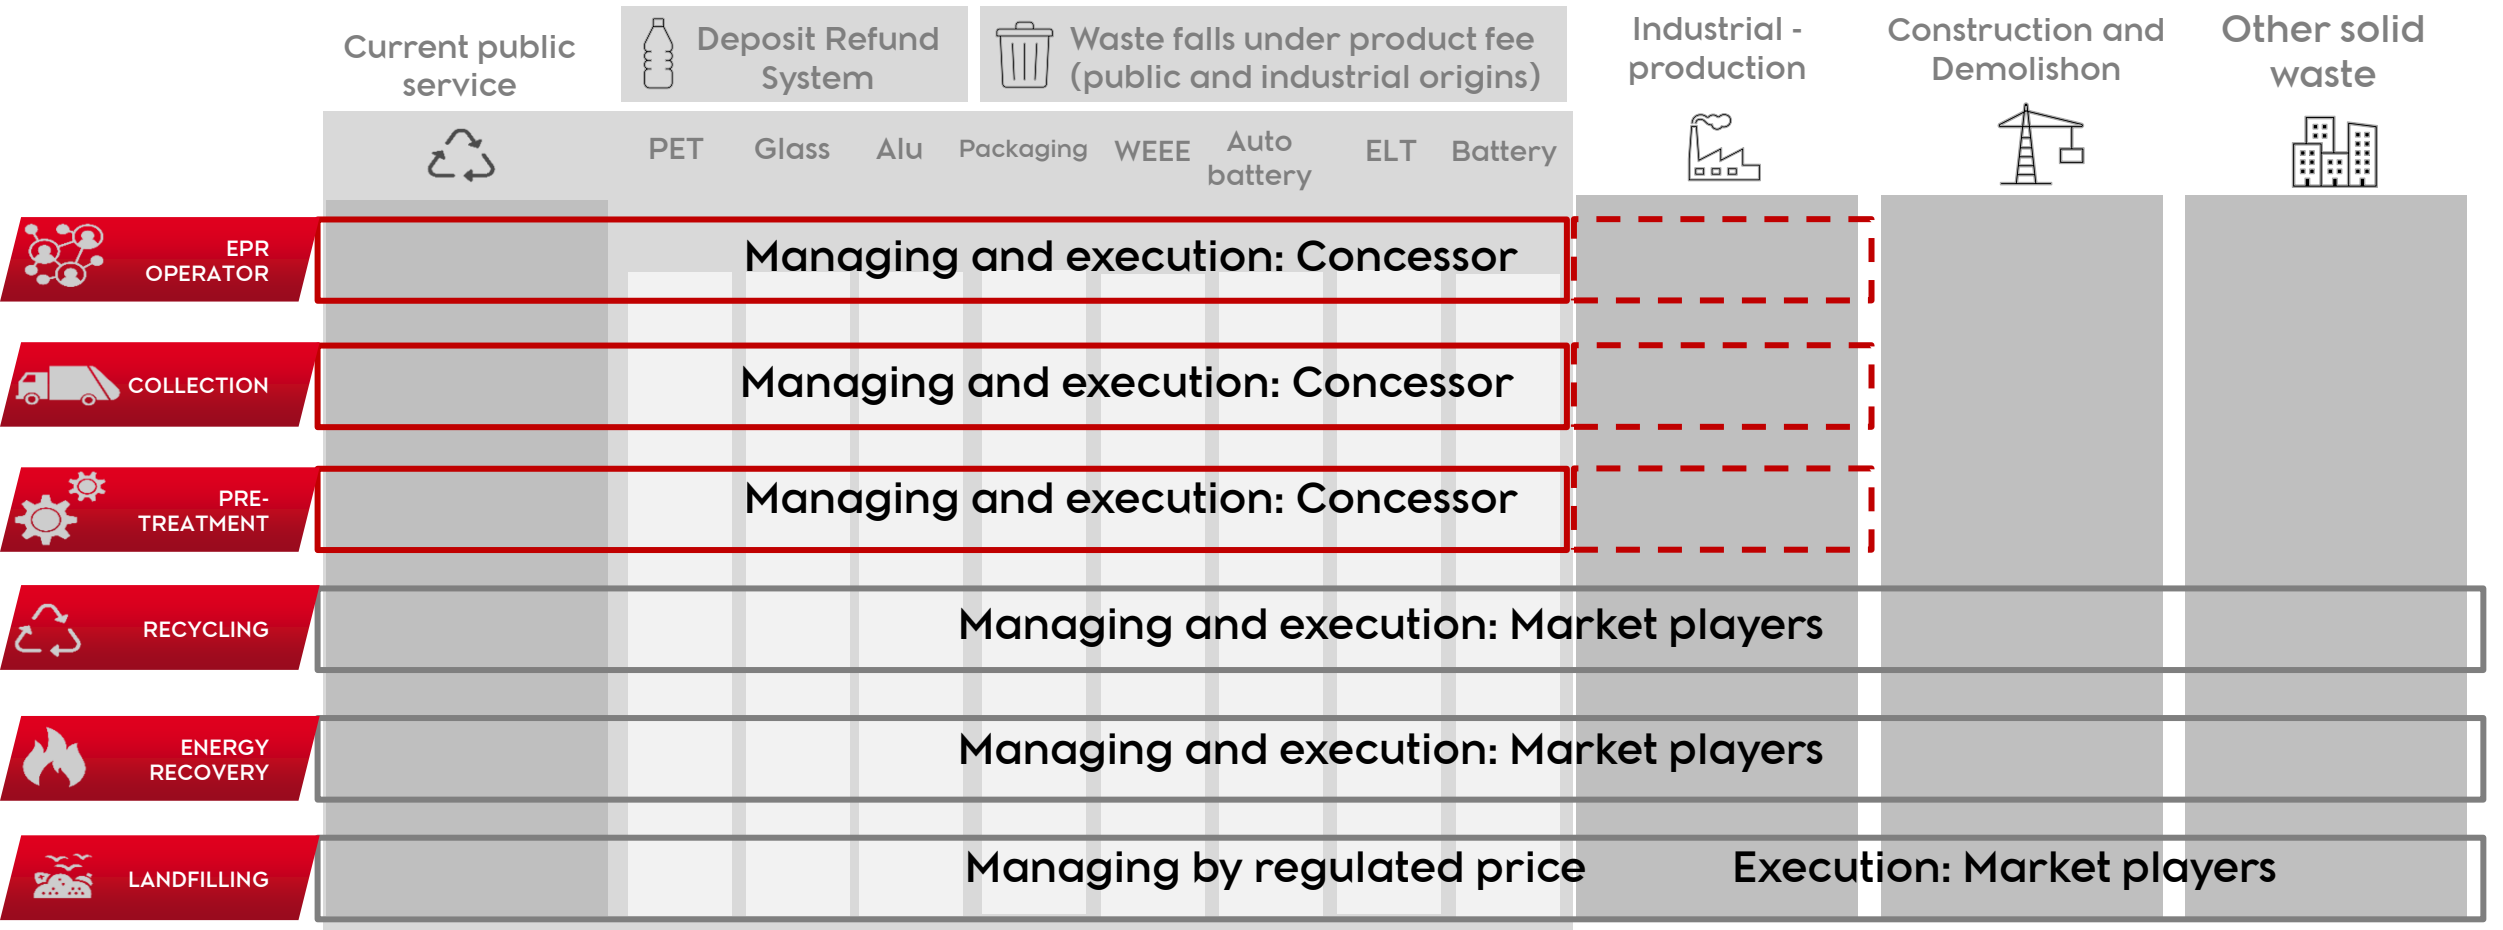 Current public
service
Deposit Refund
System
Waste falls under product fee
(public and industrial origins)
Industrial -
production
Construction and
Demolishon
Other solid
waste
PET
Glass
Alu
Packaging
WEEE
Auto
battery
ELT
Battery
EPR
OPERATOR
Managing and execution: Concessor
COLLECTION
Managing and execution: Concessor
PRE-
TREATMENT
Managing and execution: Concessor
RECYCLING
Managing and execution: Market players
ENERGY
RECOVERY
Managing and execution: Market players
LANDFILLING
Managing by regulated price
Execution: Market players